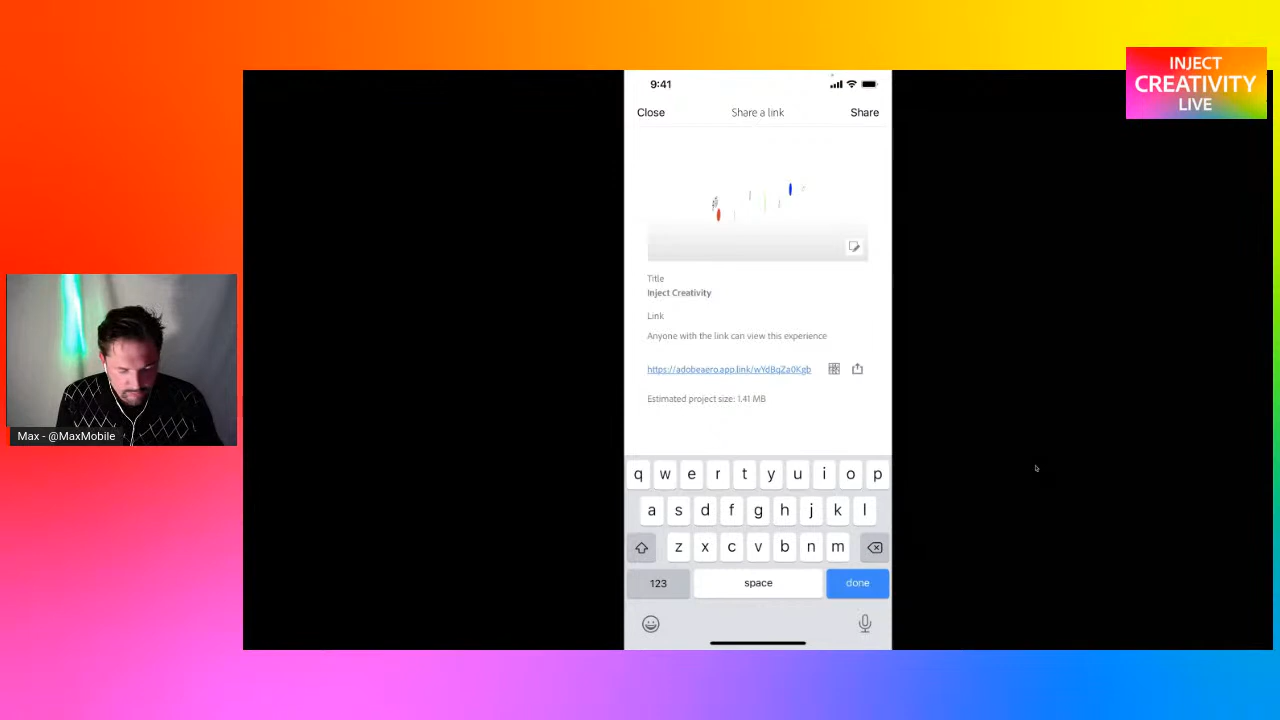 INJECT
CREATIVITY
LIVE
9:41
Close Share a link Share
Title
Inject Creativity
Link
Anyone with the link can view this experience
https://adobeaero.app.link/wYdBqZa0Kgb
Estimated project size: 1.41 MB
q w e r t y u i o p
a s d f g h j k l
z x c v b n m
123 space done
Max - @MaxMobile